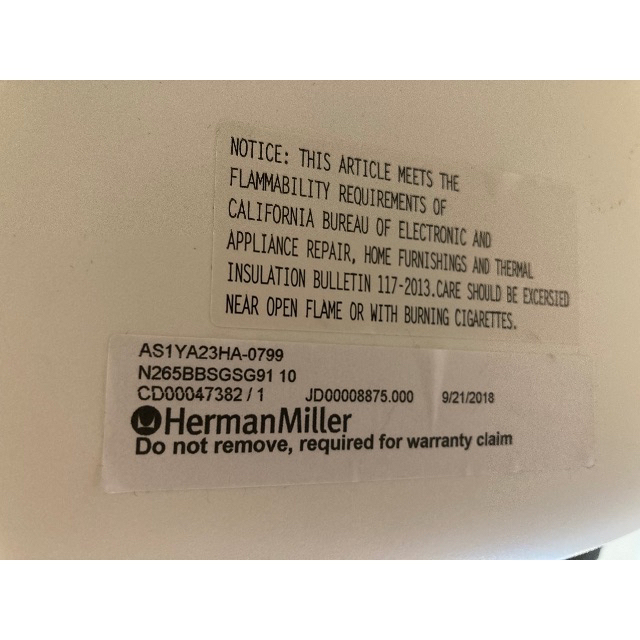 NOTICE: THIS ARTICLE MEETS THE
FLAMMABILITY REQUIREMENTS OF
CALIFORNIA BUREAU OF ELECTRONIC AND
APPLIANCE REPAIR, HOME FURNISHINGS AND THERMAL
INSULATION BULLETIN 117-2013.CARE SHOULD BE EXCERSIED
NEAR OPEN FLAME OR WITH BURNING CIGARETTES.
AS1YA23HA-0799
N265BBSGSG91 10
CD00047382 / 1 JD00008875.000 9/21/2018
HermanMiller
Do not remove, required for warranty claim